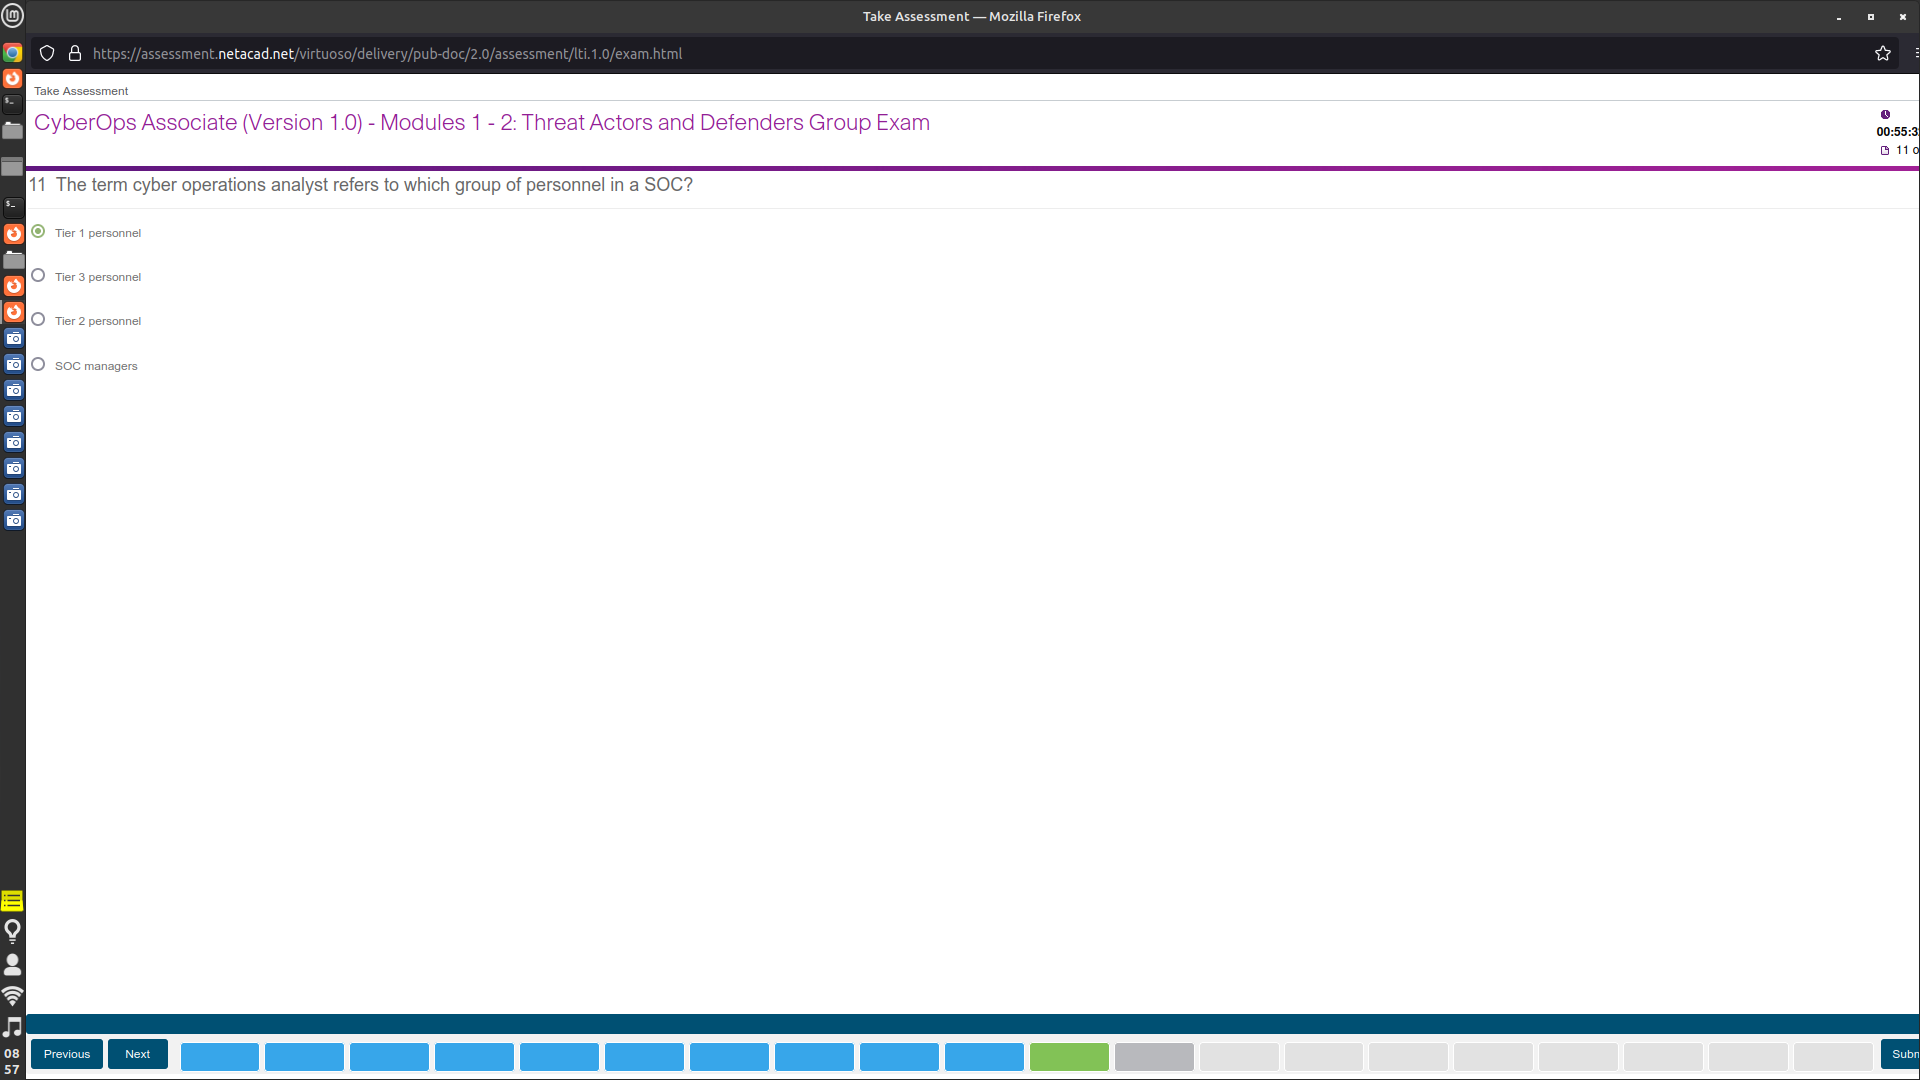 Take Assessment — Mozilla Firefox
https://assessment.netacad.net/virtuoso/delivery/pub-doc/2.0/assessment/lti.1.0/exam.html
Take Assessment
CyberOps Associate (Version 1.0) - Modules 1 - 2: Threat Actors and Defenders Group Exam
00:55:3
11 o
11 The term cyber operations analyst refers to which group of personnel in a SOC?
Tier 1 personnel
Tier 3 personnel
Tier 2 personnel
SOC managers
Previous
Next
Subm
08
57